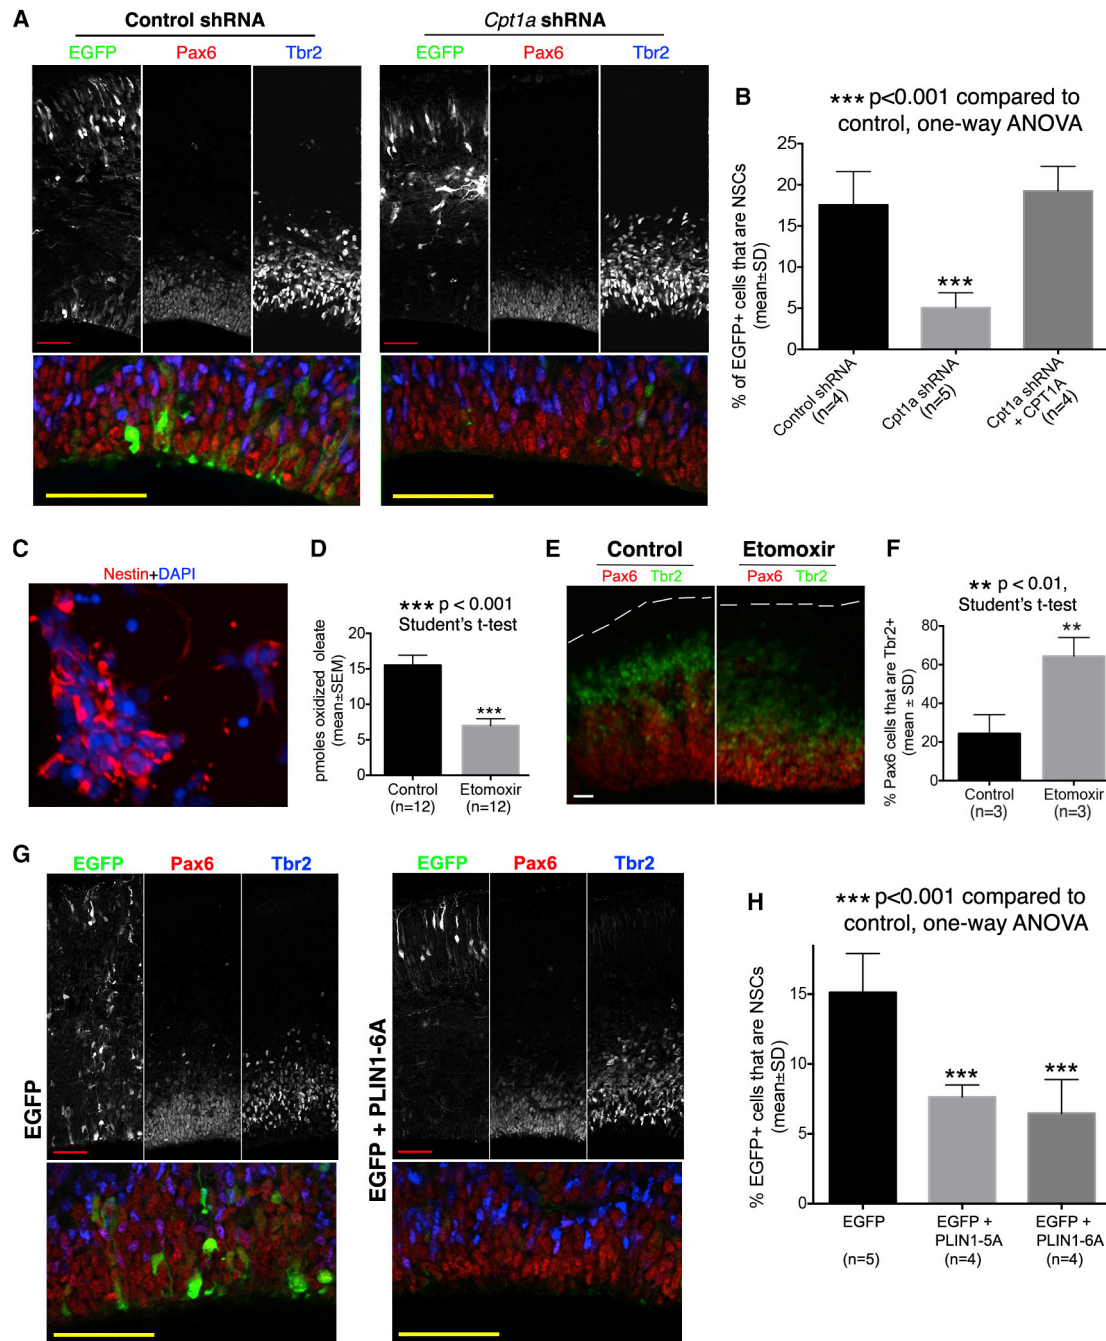 A
Control shRNA
Cpt1a shRNA
EGFP Pax6 Tbr2
EGFP Pax6 Tbr2
B
*** p<0.001 compared to
control, one-way ANOVA
% of EGFP+ cells that are NSCs
(mean±SD)
25
20
15
10
5
0
Control shRNA
(n=4)
Cpt1a shRNA
(n=5)
Cpt1a shRNA
+ CPT1A
(n=4)
***
C
Nestin+DAPI
D
*** p < 0.001
Student's t-test
pmoles oxidized oleate
(mean±SEM)
20
15
10
5
0
***
Control
(n=12)
Etomoxir
(n=12)
E
Control
Etomoxir
Pax6 Tbr2
Pax6 Tbr2
F
** p < 0.01,
Student's t-test
% Pax6 cells that are Tbr2+
(mean ± SD)
80
60
40
20
0
**
Control
(n=3)
Etomoxir
(n=3)
G
EGFP Pax6 Tbr2
EGFP Pax6 Tbr2
EGFP
EGFP + PLIN1-6A
H
*** p<0.001 compared to
control, one-way ANOVA
% EGFP+ cells that are NSCs
(mean±SD)
15
10
5
0
***
***
EGFP
(n=5)
EGFP +
PLIN1-5A
(n=4)
EGFP +
PLIN1-6A
(n=4)